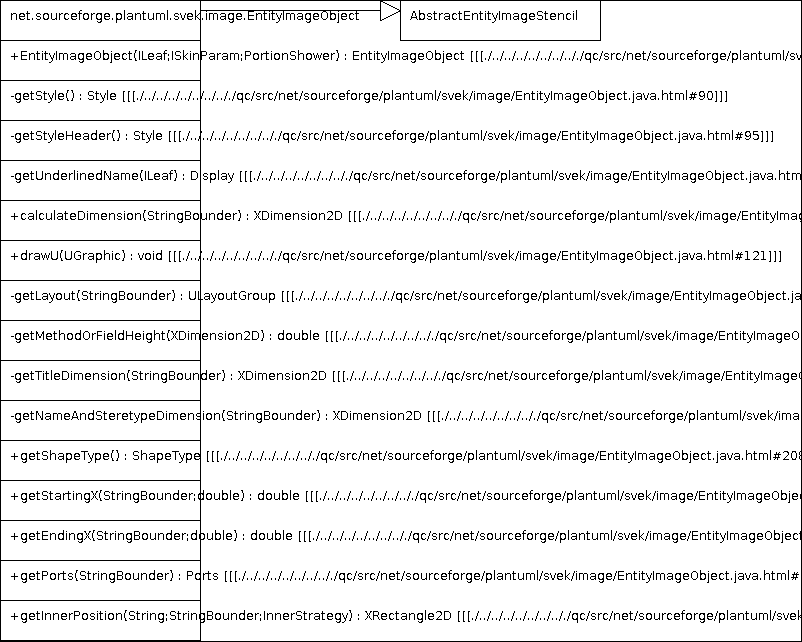 net.sourceforge.plantuml.svek.image.EntityImageObject
AbstractEntityImageStencil
+EntityImageObject(ILeaf;ISkinParam;PortionShower) : EntityImageObject [[[./../../../../../../../qc/src/net/sourceforge/plantuml/sv
-getStyle() : Style [[[./../../../../../../../qc/src/net/sourceforge/plantuml/svek/image/EntityImageObject.java.html#90]]]
-getStyleHeader() : Style [[[./../../../../../../../qc/src/net/sourceforge/plantuml/svek/image/EntityImageObject.java.html#95]]]
-getUnderlinedName(ILeaf) : Display [[[./../../../../../../../qc/src/net/sourceforge/plantuml/svek/image/EntityImageObject.java.htm
+calculateDimension(StringBounder) : XDimension2D [[[./../../../../../../../qc/src/net/sourceforge/plantuml/svek/image/EntityImag
+drawU(UGraphic) : void [[[./../../../../../../../qc/src/net/sourceforge/plantuml/svek/image/EntityImageObject.java.html#121]]]
-getLayout(StringBounder) : ULayoutGroup [[[./../../../../../../../qc/src/net/sourceforge/plantuml/svek/image/EntityImageObject.ja
-getMethodOrFieldHeight(XDimension2D) : double [[[./../../../../../../../qc/src/net/sourceforge/plantuml/svek/image/EntityImageO
-getTitleDimension(StringBounder) : XDimension2D [[[./../../../../../../../qc/src/net/sourceforge/plantuml/svek/image/EntityImage
-getNameAndSteretypeDimension(StringBounder) : XDimension2D [[[./../../../../../../../qc/src/net/sourceforge/plantuml/svek/ima
+getShapeType() : ShapeType [[[./../../../../../../../qc/src/net/sourceforge/plantuml/svek/image/EntityImageObject.java.html#208
+getStartingX(StringBounder;double) : double [[[./../../../../../../../qc/src/net/sourceforge/plantuml/svek/image/EntityImageObje
+getEndingX(StringBounder;double) : double [[[./../../../../../../../qc/src/net/sourceforge/plantuml/svek/image/EntityImageObject
+getPorts(StringBounder) : Ports [[[./../../../../../../../qc/src/net/sourceforge/plantuml/svek/image/EntityImageObject.java.html#
+getInnerPosition(String;StringBounder;InnerStrategy) : XRectangle2D [[[./../../../../../../../qc/src/net/sourceforge/plantuml/svek